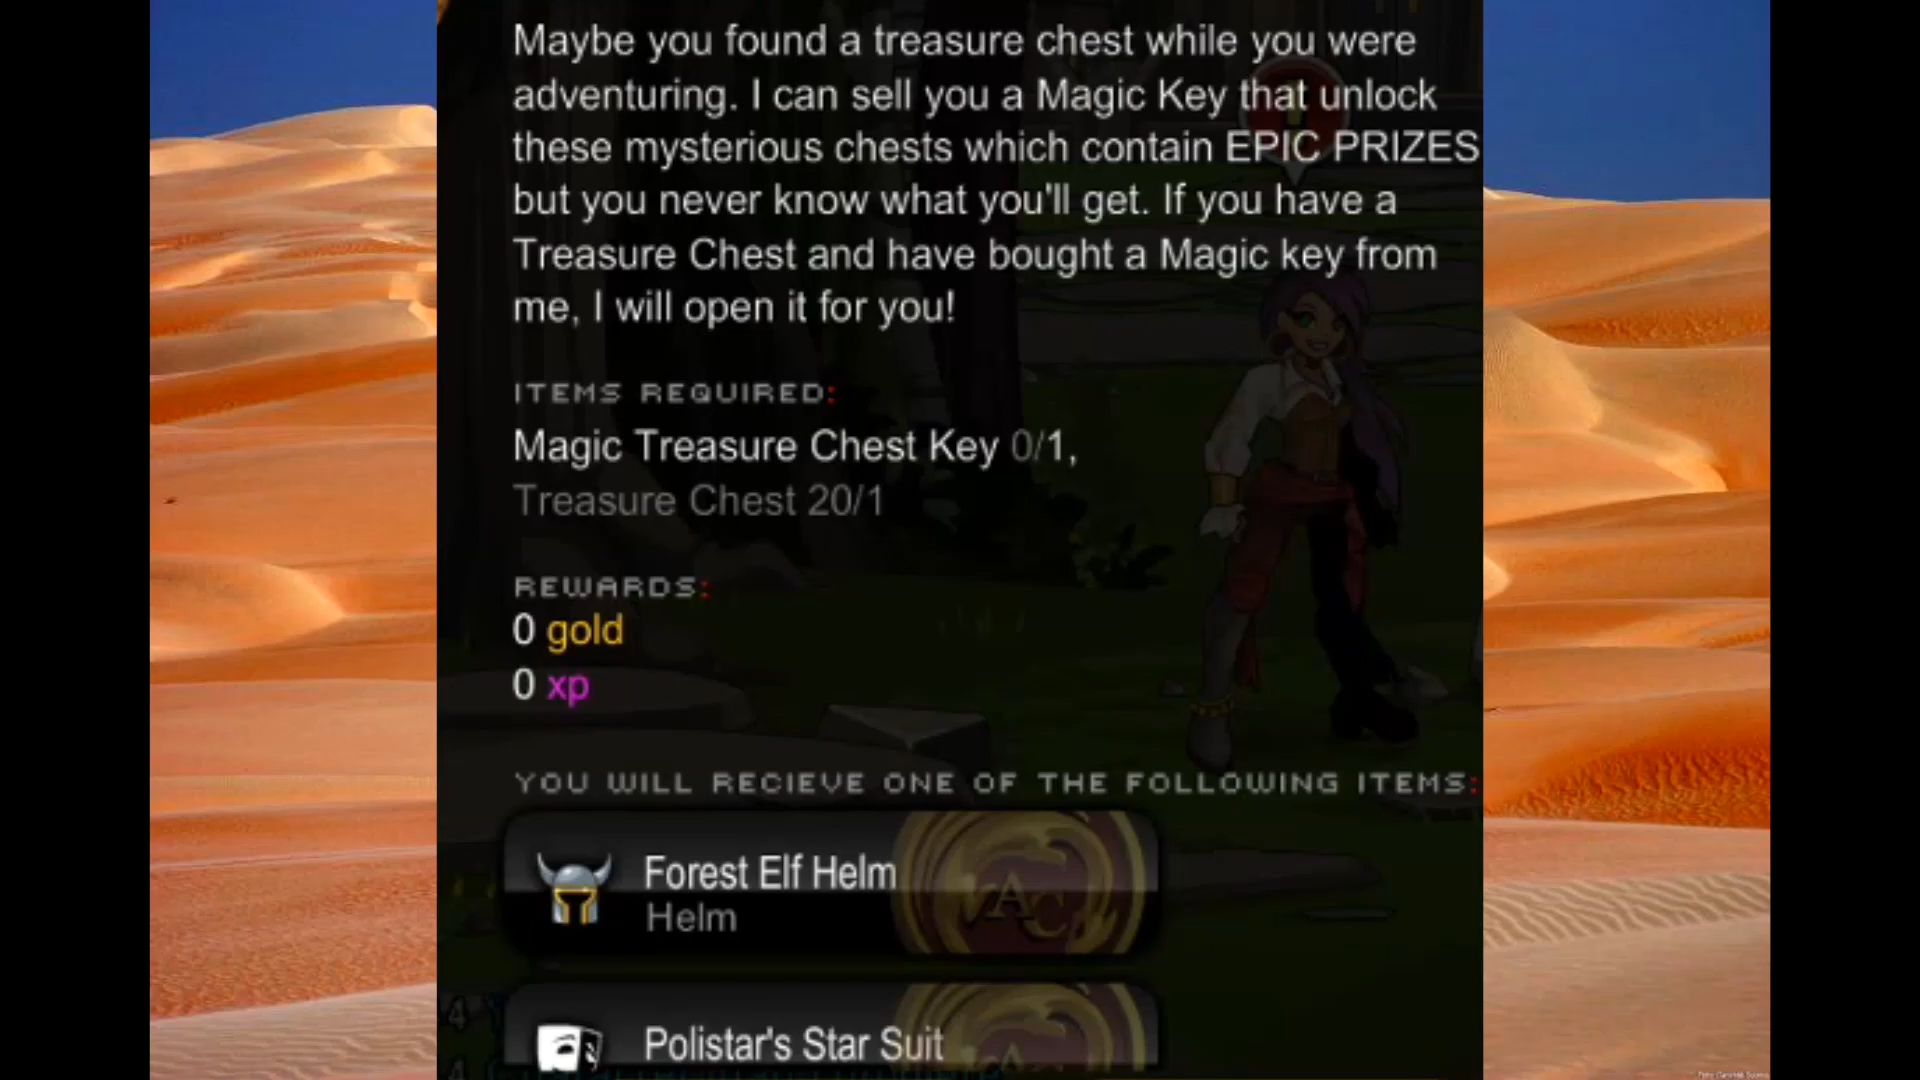 Maybe you found a treasure chest while you were
adventuring. I can sell you a Magic Key that unlock
these mysterious chests which contain EPIC PRIZES
but you never know what you'll get. If you have a
Treasure Chest and have bought a Magic key from
me, I will open it for you!
ITEMS REQUIRED:
Magic Treasure Chest Key 0/1,
Treasure Chest 20/1
REWARDS:
0 gold
0 xp
YOU WILL RECIEVE ONE OF THE FOLLOWING ITEMS:
Forest Elf Helm
Helm
AC
Polistar's Star Suit